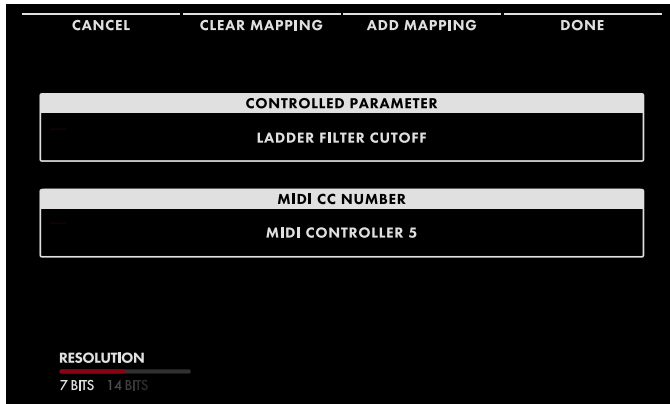 CANCEL CLEAR MAPPING ADD MAPPING DONE
CONTROLLED PARAMETER
LADDER FILTER CUTOFF
MIDI CC NUMBER
MIDI CONTROLLER 5
RESOLUTION
7 BITS 14 BITS